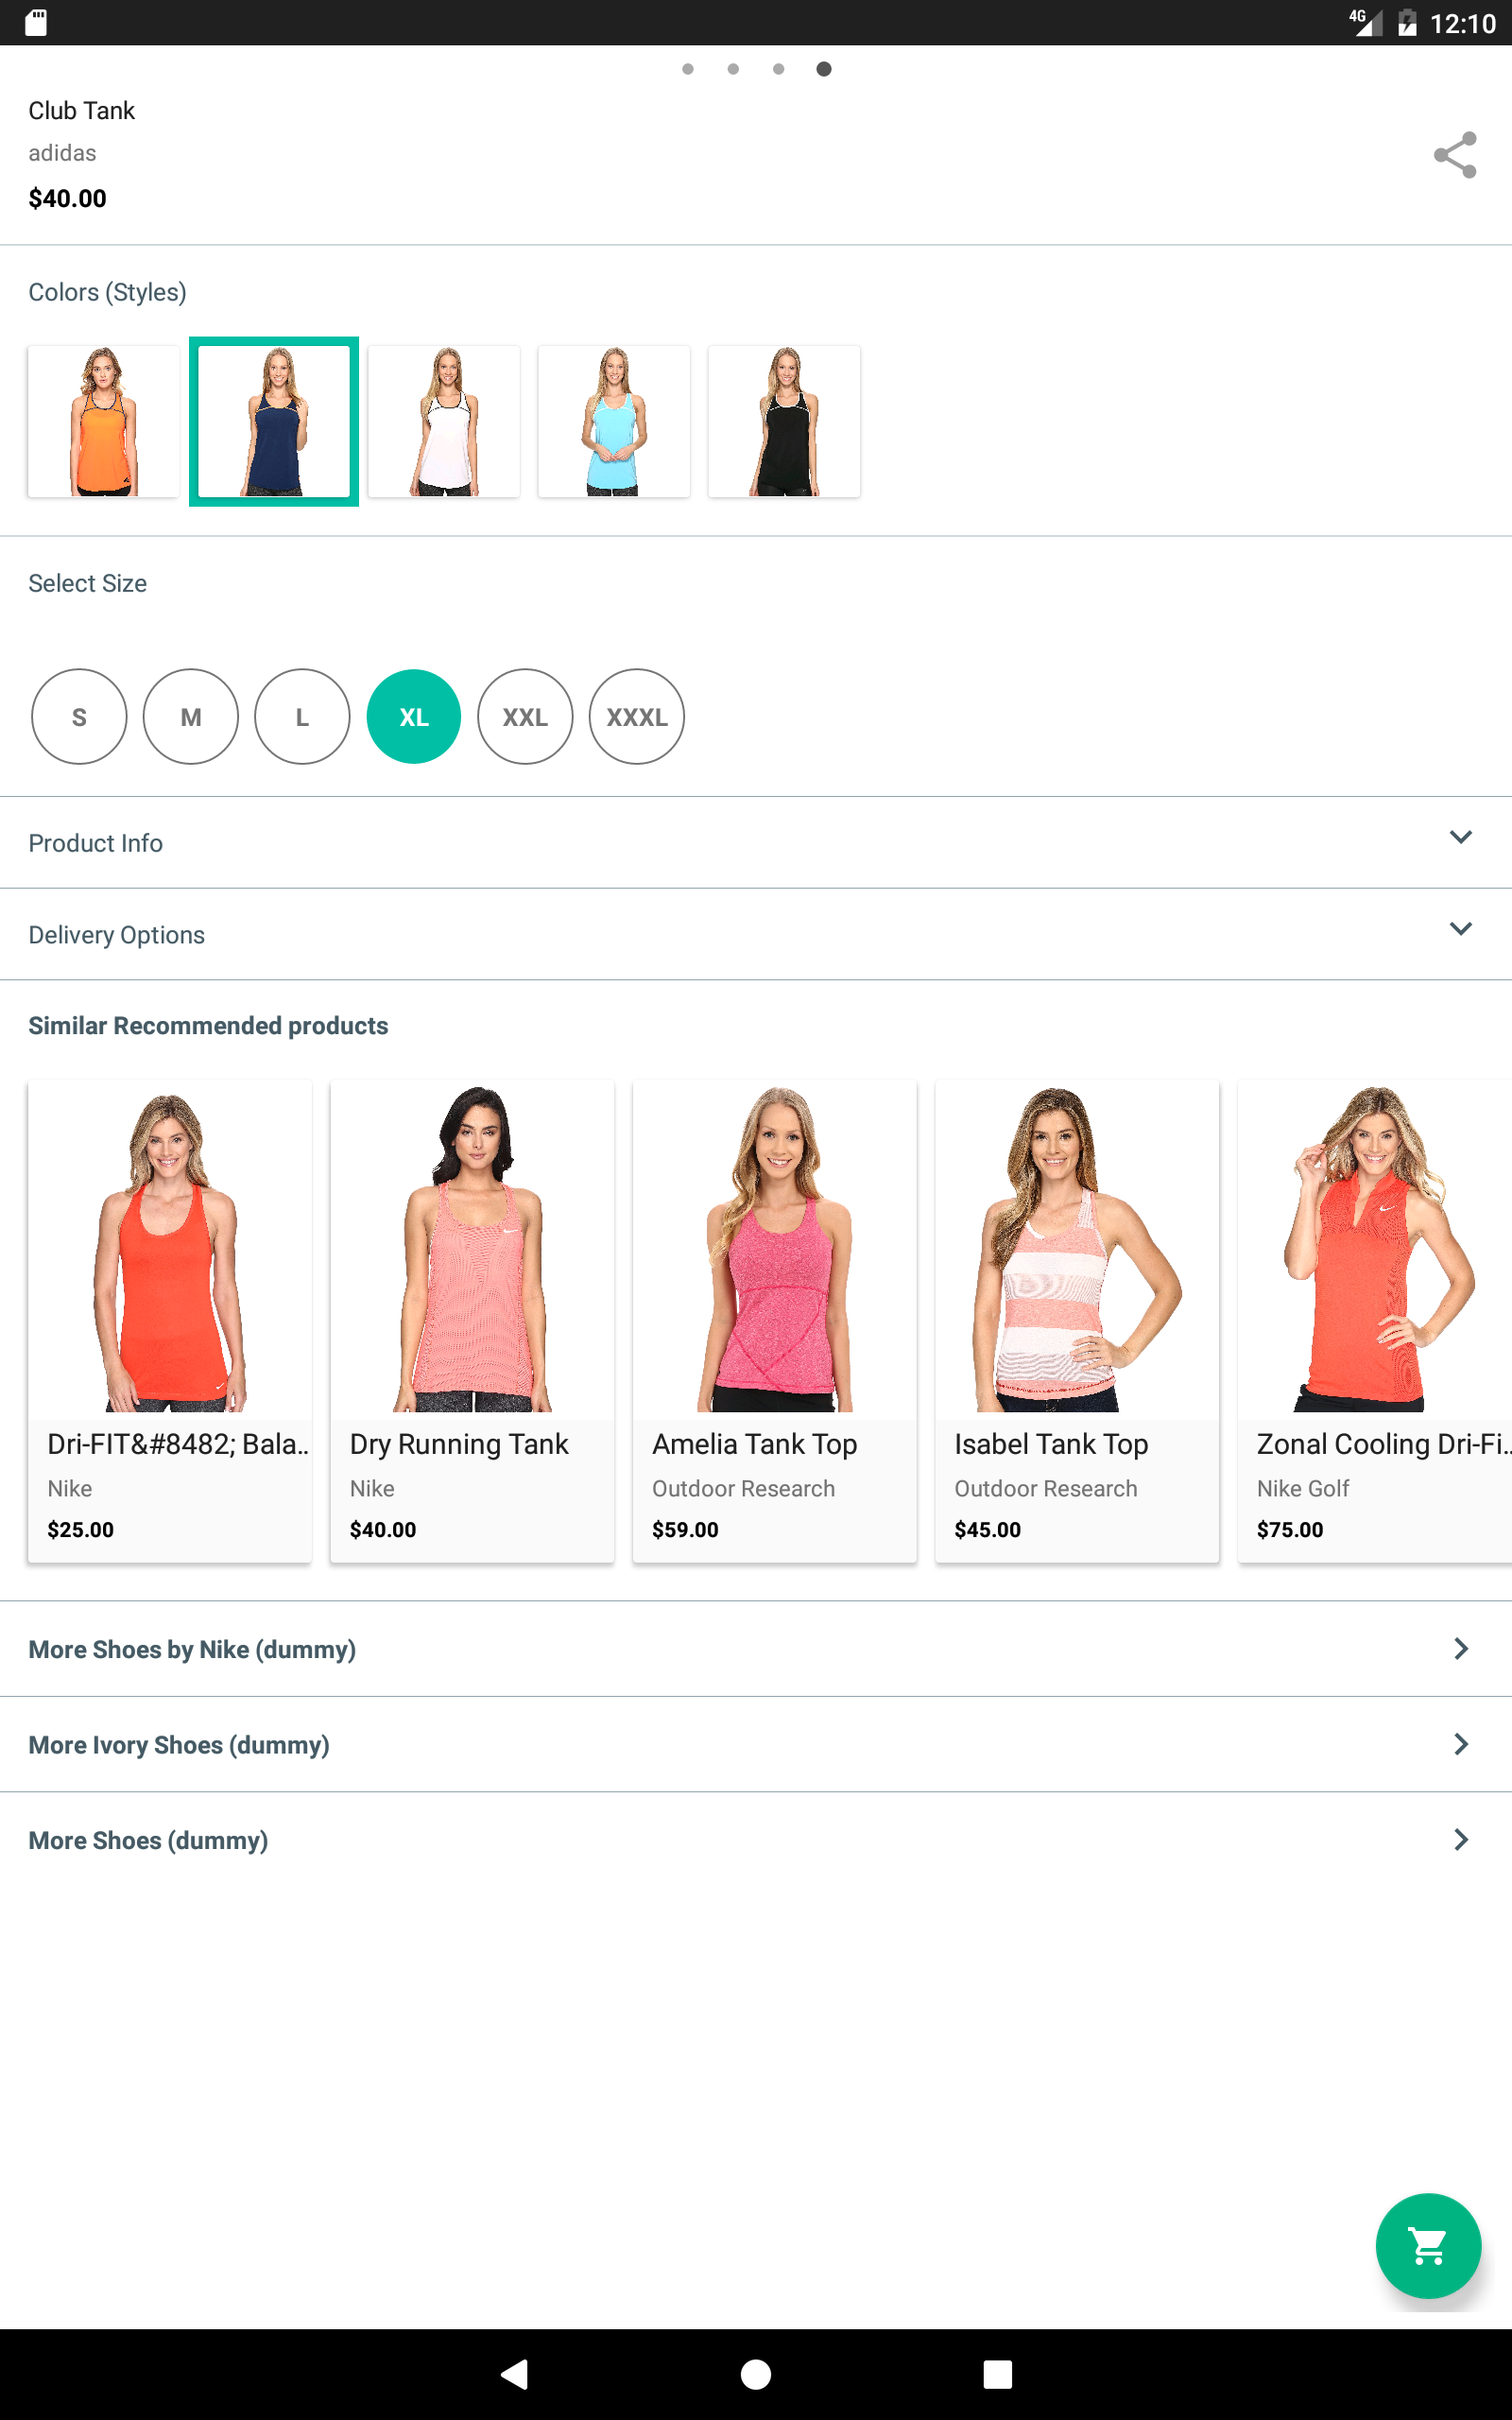 4G 12:10
Club Tank
adidas
$40.00
Colors (Styles)
Select Size
S M L XL XXL XXXL
Product Info
Delivery Options
Similar Recommended products
Dri-FIT&#8482; Bala.. Dry Running Tank Amelia Tank Top Isabel Tank Top Zonal Cooling Dri-Fi..
Nike Nike Outdoor Research Outdoor Research Nike Golf
$25.00 $40.00 $59.00 $45.00 $75.00
More Shoes by Nike (dummy)
More Ivory Shoes (dummy)
More Shoes (dummy)